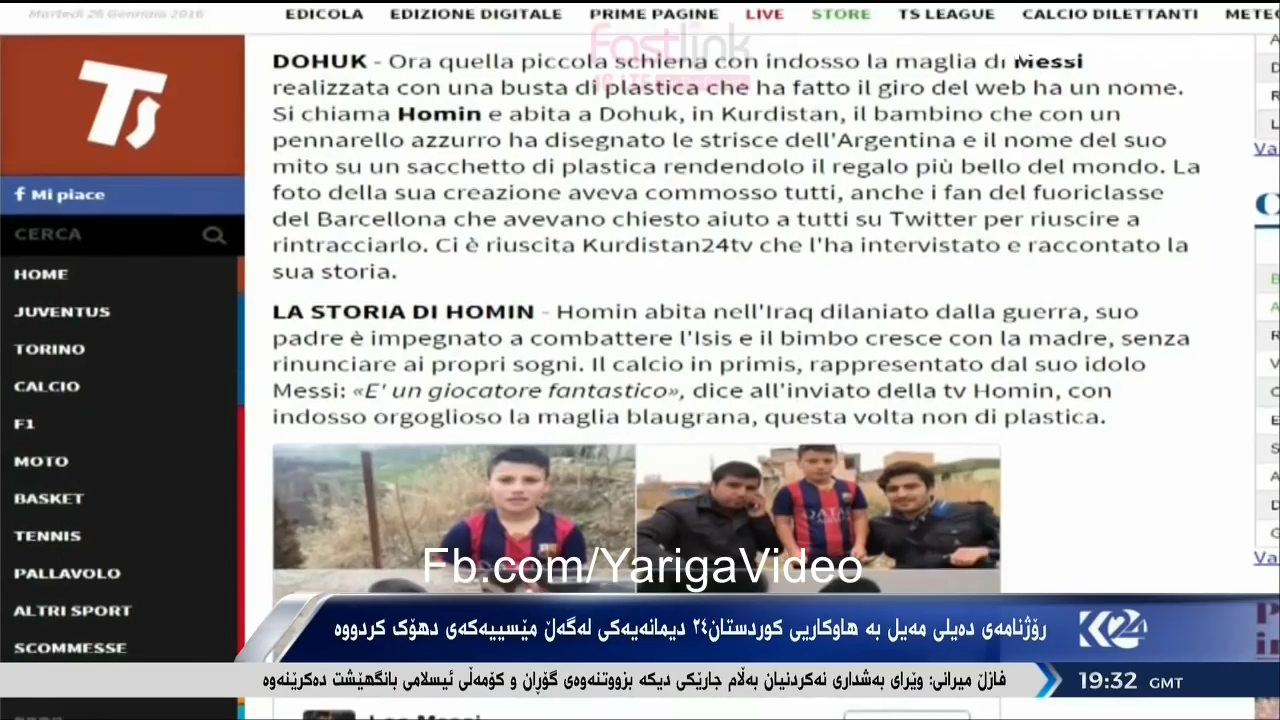 Martedì 26 Gennaio 2016
EDICOLA EDIZIONE DIGITALE PRIME PAGINE LIVE STORE TS LEAGUE CALCIO DILETTANTI
fastlink
TS
DOHUK - Ora quella piccola schiena con indosso la maglia di Messi
realizzata con una busta di plastica che ha fatto il giro del web ha un nome.
Si chiama Homin e abita a Dohuk, in Kurdistan, il bambino che con un
pennarello azzurro ha disegnato le strisce dell'Argentina e il nome del suo
mito su un sacchetto di plastica rendendolo il regalo più bello del mondo. La
foto della sua creazione aveva commosso tutti, anche i fan del fuoriclasse
del Barcellona che avevano chiesto aiuto a tutti su Twitter per riuscire a
rintracciarlo. Ci è riuscita Kurdistan24tv che l'ha intervistato e raccontato la
sua storia.
LA STORIA DI HOMIN - Homin abita nell'Iraq dilaniato dalla guerra, suo
padre è impegnato a combattere l'Isis e il bimbo cresce con la madre, senza
rinunciare ai propri sogni. Il calcio in primis, rappresentato dal suo idolo
Messi: «E' un giocatore fantastico», dice all'inviato della tv Homin, con
indosso orgoglioso la maglia blaugrana, questa volta non di plastica.
f Mi piace
CERCA
HOME
JUVENTUS
TORINO
CALCIO
F1
MOTO
BASKET
TENNIS
PALLAVOLO
ALTRI SPORT
SCOMMESSE
QATAR
Fb.com/YarigaVideo
رۆژنامەی دەیلی مەیل بە هاوکاریی کوردستان٢٤ دیمانەیەکی لەگەڵ مێسییەکەی دهۆک کردووە
K24
فازڵ میرانی: وێرای بەشداری نەکردنیان بەڵام جارێکی دیکە بزووتنەوەی گۆڕان و کۆمەڵی ئیسلامی بانگهێشت دەکرێنەوە
19:32 GMT
Leo Messi